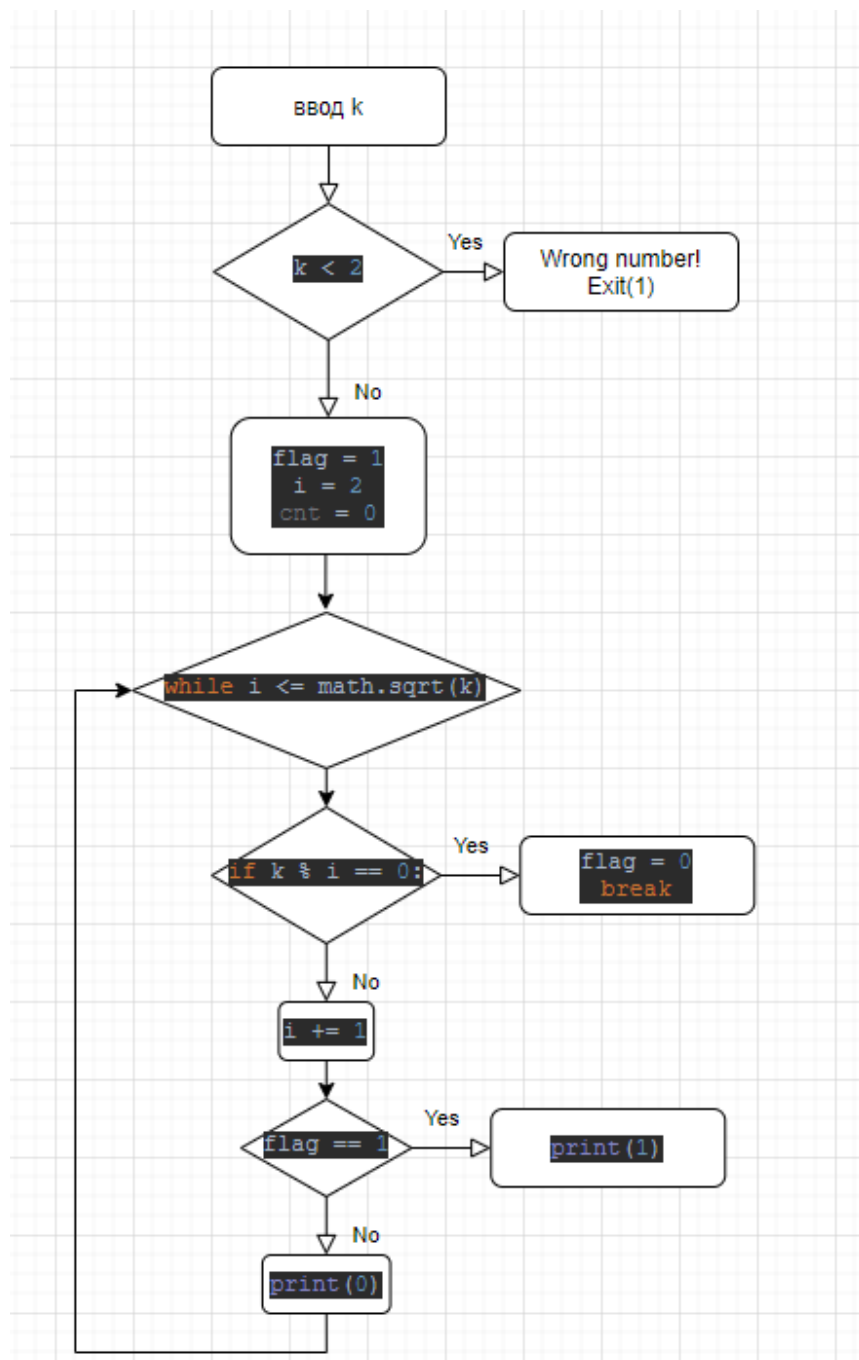 ввод k
k < 2
Yes
Wrong number!
Exit(1)
No
flag = 1
i = 2
cnt = 0
while i <= math.sqrt(k)
if k % i == 0:
Yes
flag = 0
break
No
i += 1
flag == 1
Yes
print(1)
No
print(0)